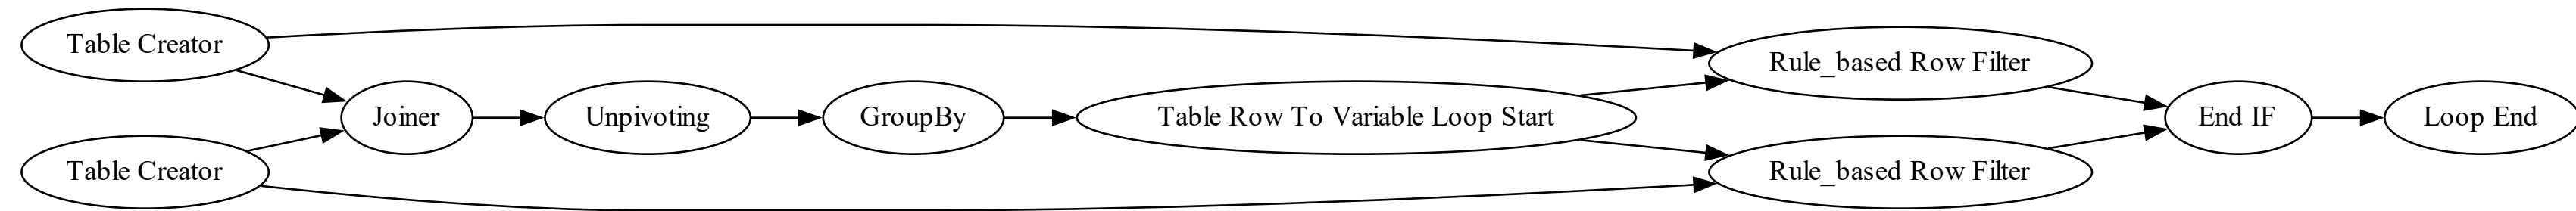 Table Creator
Rule_based Row Filter
Joiner
Unpivoting
GroupBy
Table Row To Variable Loop Start
End IF
Loop End
Table Creator
Rule_based Row Filter